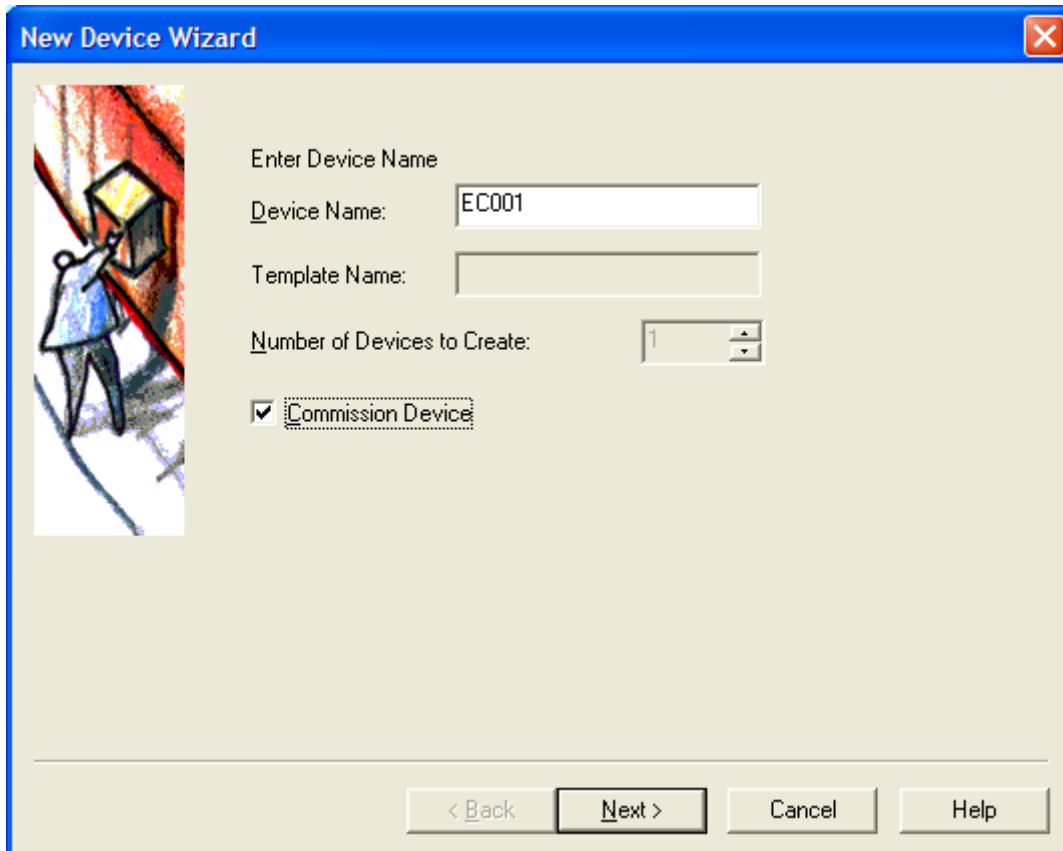 New Device Wizard
Enter Device Name
Device Name: EC001
Template Name:
Number of Devices to Create: 1
Commission Device
< Back Next > Cancel Help